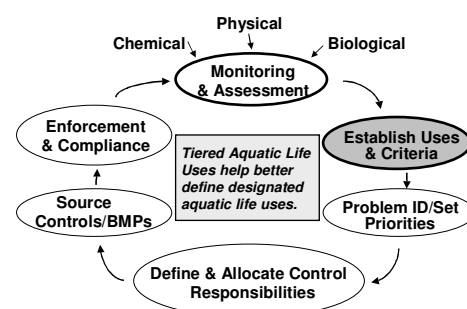 Physical
Chemical
Biological
Monitoring
& Assessment
Establish Uses
& Criteria
Problem ID/Set
Priorities
Define & Allocate Control
Responsibilities
Source
Controls/BMPs
Enforcement
& Compliance
Tiered Aquatic Life
Uses help better
define designated
aquatic life uses.